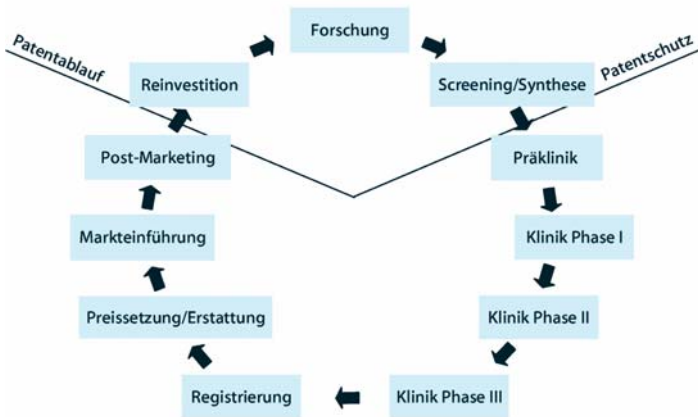 Patentablauf
Patentschutz
Forschung
Screening/Synthese
Präklinik
Klinik Phase I
Klinik Phase II
Klinik Phase III
Registrierung
Preissetzung/Erstattung
Markteinführung
Post-Marketing
Reinvestition